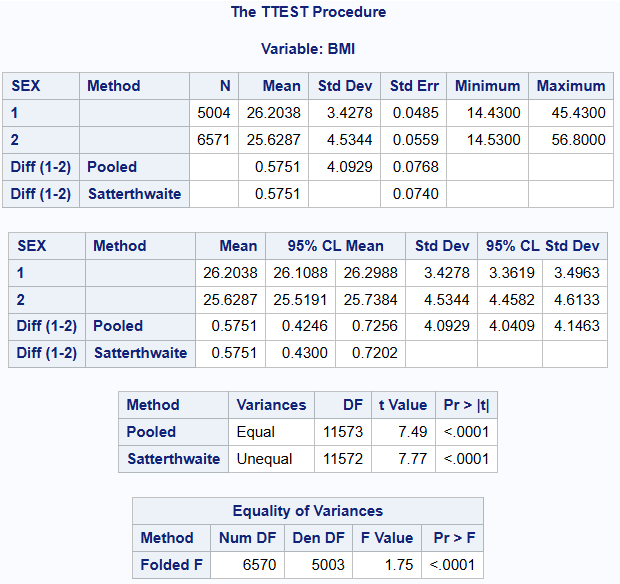 The TTEST Procedure
Variable: BMI
SEX Method N Mean Std Dev Std Err Minimum Maximum
1 5004 26.2038 3.4278 0.0485 14.4300 45.4300
2 6571 25.6287 4.5344 0.0559 14.5300 56.8000
Diff (1-2) Pooled 0.5751 4.0929 0.0768
Diff (1-2) Satterthwaite 0.5751 0.0740
SEX Method Mean 95% CL Mean Std Dev 95% CL Std Dev
1 26.2038 26.1088 26.2988 3.4278 3.3619 3.4963
2 25.6287 25.5191 25.7384 4.5344 4.4582 4.6133
Diff (1-2) Pooled 0.5751 0.4246 0.7256 4.0929 4.0409 4.1463
Diff (1-2) Satterthwaite 0.5751 0.4300 0.7202
Method Variances DF t Value Pr > |t|
Pooled Equal 11573 7.49 <.0001
Satterthwaite Unequal 11572 7.77 <.0001
Equality of Variances
Method Num DF Den DF F Value Pr > F
Folded F 6570 5003 1.75 <.0001